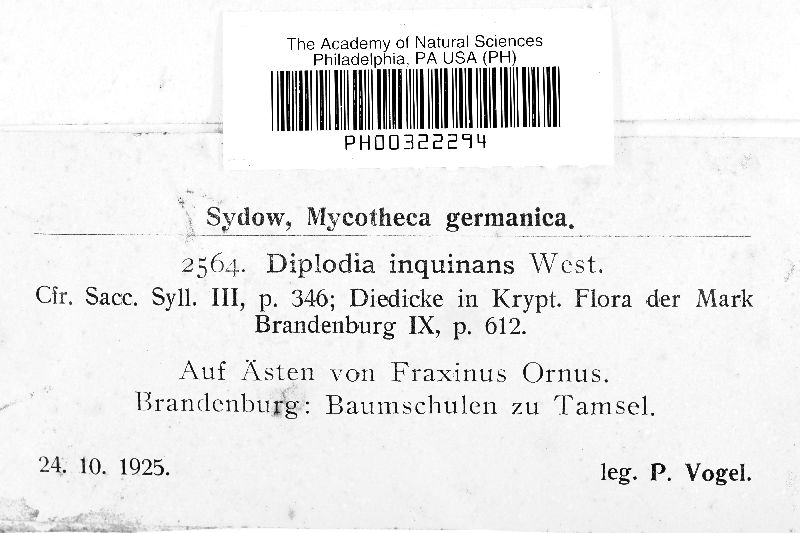 The Academy of Natural Sciences
Philadelphia, PA USA (PH)
PH00322294
Sydow, Mycotheca germanica.
2564. Diplodia inquinans West.
Cfr. Sacc. Syll. III, p. 346; Diedicke in Krypt. Flora der Mark
Brandenburg IX, p. 612.
Auf Ästen von Fraxinus Ornus.
Brandenburg: Baumschulen zu Tamsel.
24. 10. 1925.
leg. P. Vogel.